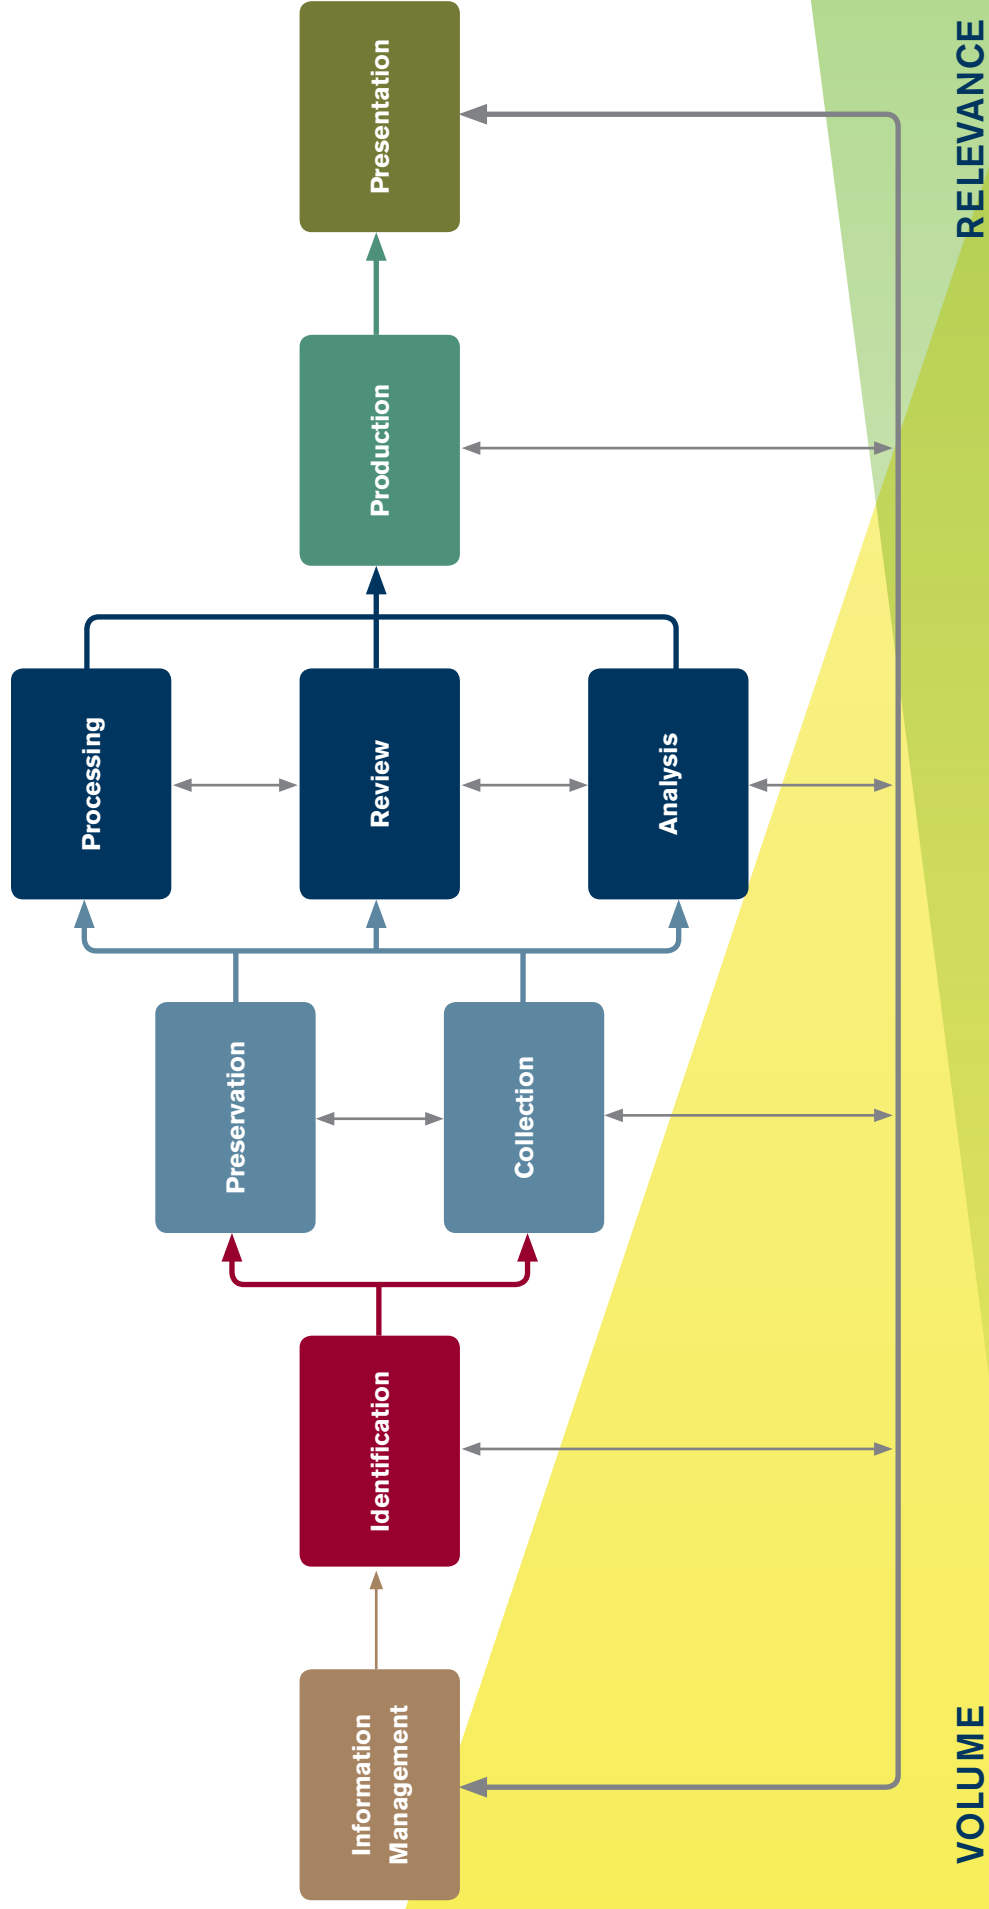 Information
Management
Identification
Preservation
Collection
Processing
Review
Analysis
Production
Presentation
VOLUME
RELEVANCE